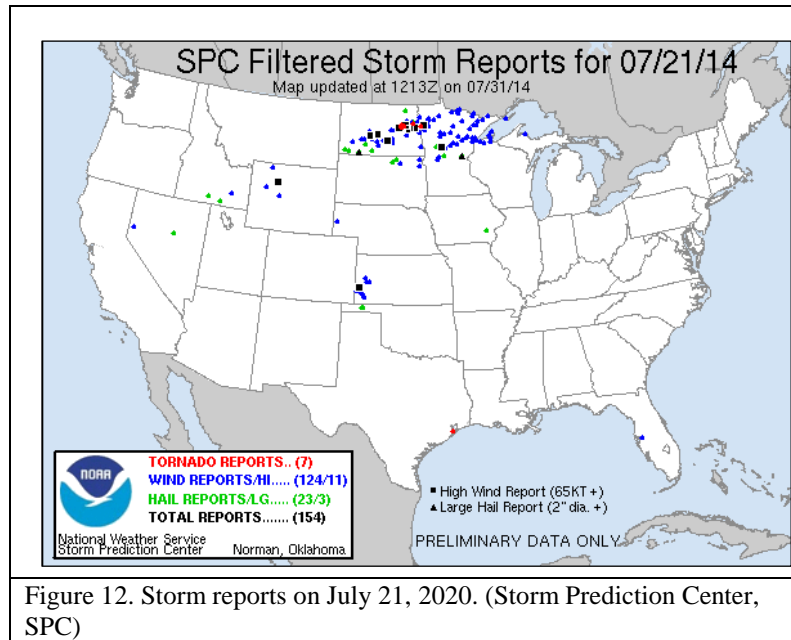 SPC Filtered Storm Reports for 07/21/14
Map updated at 1213Z on 07/31/14
NOAA
TORNADO REPORTS.. (7)
WIND REPORTS/HI..... (124/11)
HAIL REPORTS/LG..... (23/3)
TOTAL REPORTS....... (154)
National Weather Service
Storm Prediction Center Norman, Oklahoma
High Wind Report (65KT +)
Large Hail Report (2" dia. +)
PRELIMINARY DATA ONLY
Figure 12. Storm reports on July 21, 2020. (Storm Prediction Center,
SPC)